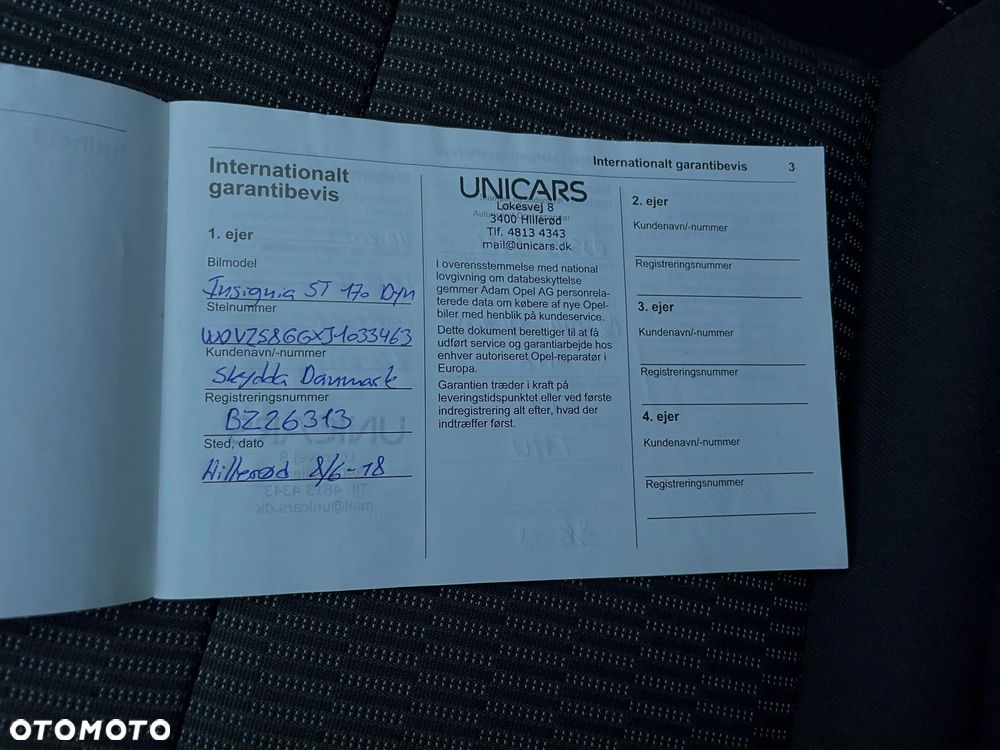 Internationalt garantibevis 3
Internationalt
garantibevis
1. ejer
Bilmodel
Insignia ST 170 Dyn
Stelnummer
W0VZS8GGXJ1033463
Kundenavn/-nummer
Skydda Danmark
Registreringsnummer
BZ26313
Sted, dato
Hillerød 8/6-18
UNICARS
Lokesvej 8
3400 Hillerød
Tlf. 4813 4343
mail@unicars.dk
I overensstemmelse med national
lovgivning om databeskyttelse
gemmer Adam Opel AG personrela-
terede data om købere af nye Opel-
biler med henblik på kundeservice.
Dette dokument berettiger til at få
udført service og garantiarbejde hos
enhver autoriseret Opel-reparatør i
Europa.
Garantien træder i kraft på
leveringstidspunktet eller ved første
indregistrering alt efter, hvad der
indtræffer først.
2. ejer
Kundenavn/-nummer
Registreringsnummer
3. ejer
Kundenavn/-nummer
Registreringsnummer
4. ejer
Kundenavn/-nummer
Registreringsnummer
OTOMOTO